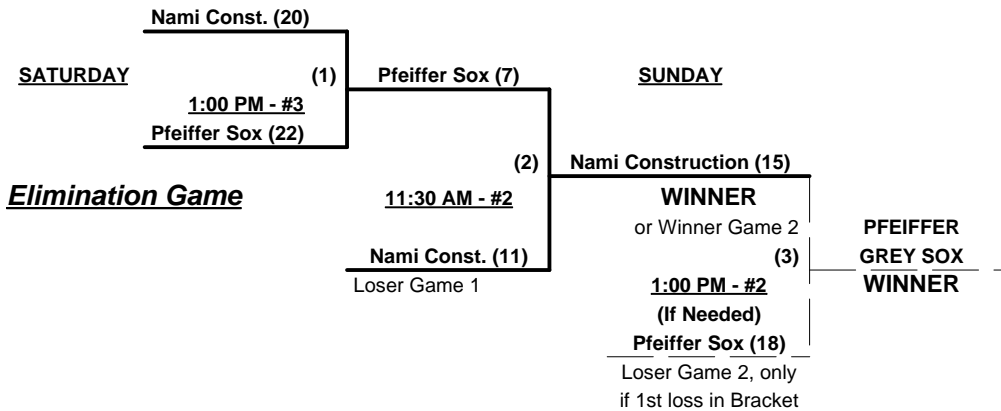 Nami Const. (20)
SATURDAY
(1)
Pfeiffer Sox (7)
SUNDAY
1:00 PM - #3
Pfeiffer Sox (22)
(2)
Nami Construction (15)
Elimination Game
11:30 AM - #2
WINNER
or Winner Game 2
PFEIFFER
Nami Const. (11)
(3)
GREY SOX
Loser Game 1
1:00 PM - #2
WINNER
(If Needed)
Pfeiffer Sox (18)
Loser Game 2, only
if 1st loss in Bracket